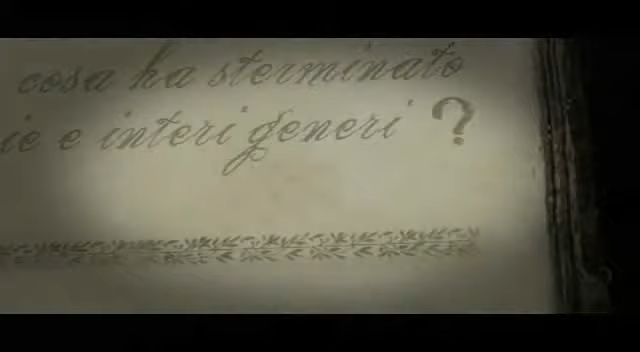 cosa ha sterminato
ie e interi generi ?